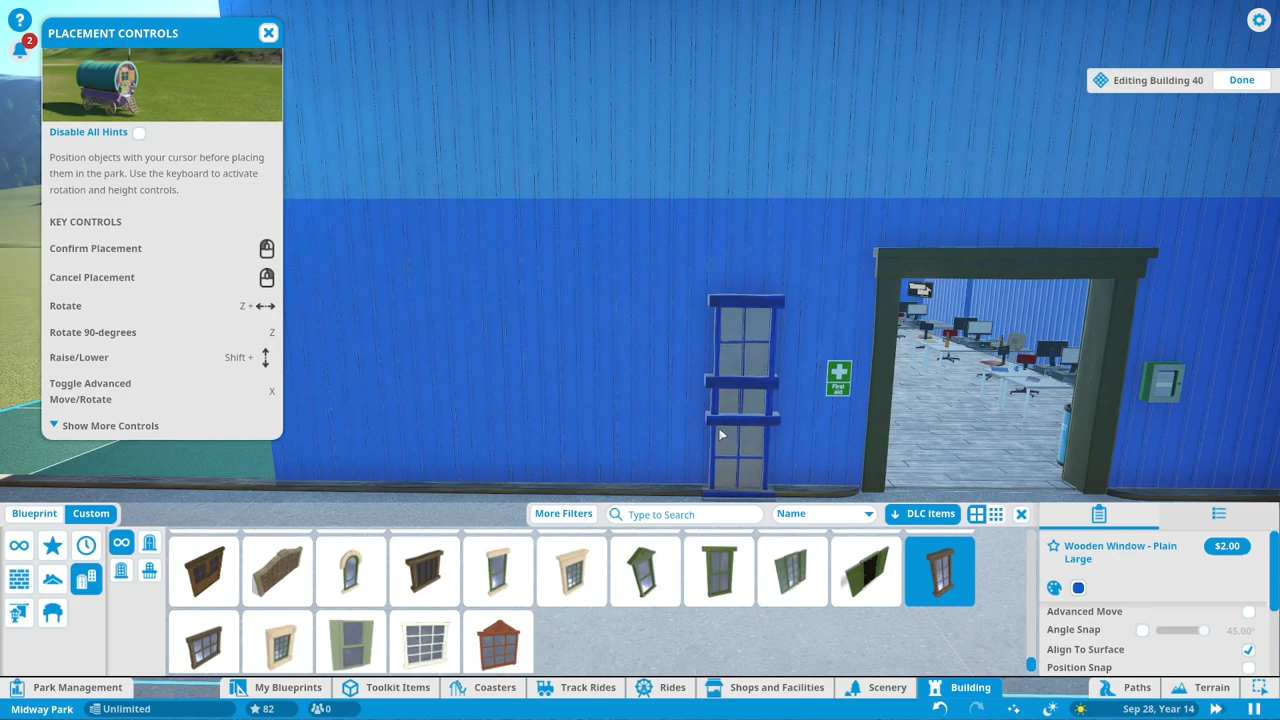 ?
2
PLACEMENT CONTROLS
Disable All Hints
Position objects with your cursor before placing
them in the park. Use the keyboard to activate
rotation and height controls.
KEY CONTROLS
Confirm Placement
Cancel Placement
Rotate Z +
Rotate 90-degrees Z
Raise/Lower Shift +
Toggle Advanced
Move/Rotate X
Show More Controls
Editing Building 40 Done
First
aid
Blueprint Custom More Filters Type to Search Name DLC Items
Wooden Window - Plain
Large
$2.00
Advanced Move
Angle Snap 45.00°
Align To Surface
Position Snap
Park Management My Blueprints Toolkit Items Coasters Track Rides Rides Shops and Facilities Scenery Building Paths Terrain
Midway Park Unlimited 82 0 Sep 28, Year 14